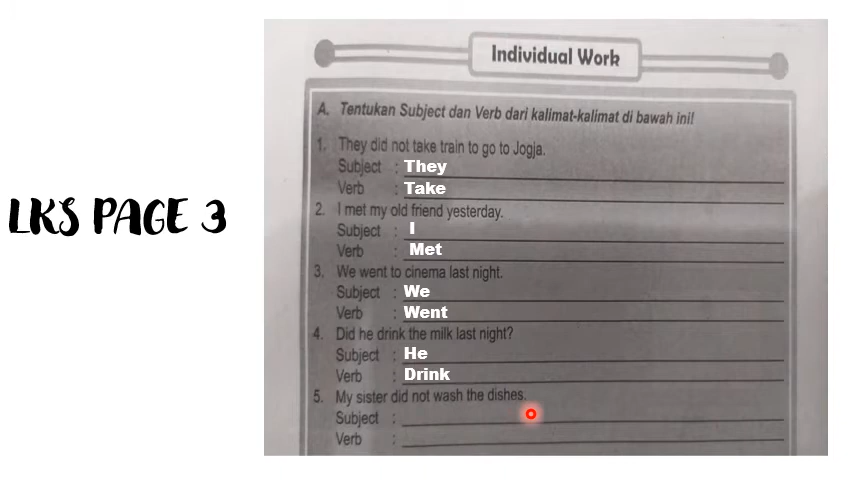 LKS PAGE 3
Individual Work
A. Tentukan Subject dan Verb dari kalimat-kalimat di bawah ini!
1. They did not take train to go to Jogja.
Subject : They
Verb : Take
2. I met my old friend yesterday.
Subject : I
Verb : Met
3. We went to cinema last night.
Subject : We
Verb : Went
4. Did he drink the milk last night?
Subject : He
Verb : Drink
5. My sister did not wash the dishes.
Subject :
Verb :